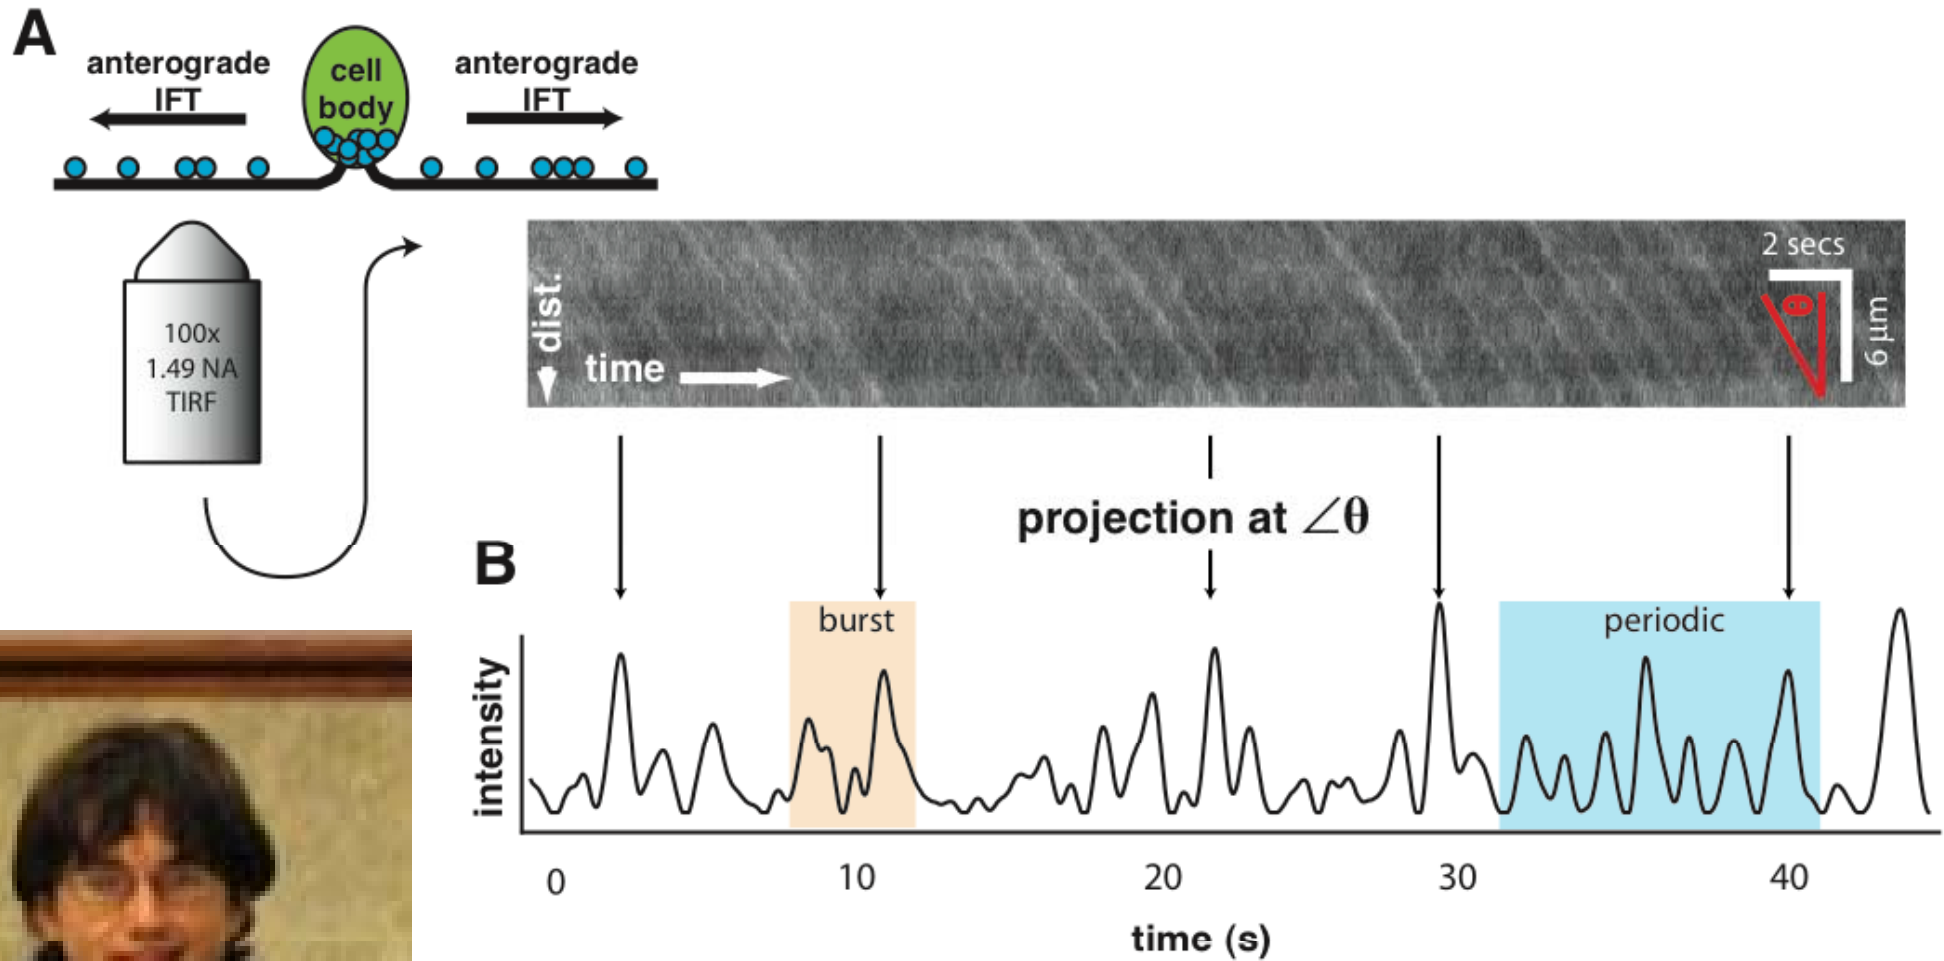 A
anterograde
IFT
cell
body
anterograde
IFT
100x
1.49 NA
TIRF
dist.
time
2 secs
θ
6 μm
projection at ∠θ
B
burst
periodic
intensity
0
10
20
30
40
time (s)